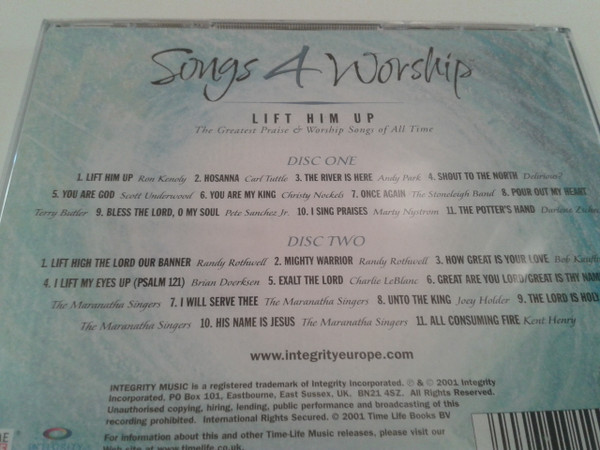 Songs 4 Worship
LIFT HIM UP
The Greatest Praise & Worship Songs of All Time
DISC ONE
1. LIFT HIM UP Ron Kenoly 2. HOSANNA Carl Tuttle 3. THE RIVER IS HERE Andy Park 4. SHOUT TO THE NORTH Delirious?
5. YOU ARE GOD Scott Underwood 6. YOU ARE MY KING Christy Nockels 7. ONCE AGAIN The Stoneleigh Band 8. POUR OUT MY HEART
Terry Butler 9. BLESS THE LORD, O MY SOUL Pete Sanchez Jr. 10. I SING PRAISES Marty Nystrom 11. THE POTTER'S HAND Darlene
DISC TWO
1. LIFT HIGH THE LORD OUR BANNER Randy Rothwell 2. MIGHTY WARRIOR Randy Rothwell 3. HOW GREAT IS YOUR LOVE Bob
4. I LIFT MY EYES UP (PSALM 121) Brian Doerksen 5. EXALT THE LORD Charlie LeBlanc 6. GREAT ARE YOU LORD/GREAT IS THY NAME
The Maranatha Singers 7. I WILL SERVE THEE The Maranatha Singers 8. UNTO THE KING Joey Holder 9. THE LORD IS HOLY
The Maranatha Singers 10. HIS NAME IS JESUS The Maranatha Singers 11. ALL CONSUMING FIRE Kent Henry
www.integrityeurope.com
INTEGRITY MUSIC is a registered trademark of Integrity Incorporated. ℗ & © 2001 Integrity
Incorporated, PO Box 101, Eastbourne, East Sussex, UK. BN21 4SZ. All Rights Reserved.
Unauthorised copying, hiring, lending, public performance and broadcasting of this
recording prohibited. International Rights Secured. © 2001 Time Life Books BV
For information about this and other Time-Life Music releases, please visit our
Web site at www.timelife.co.uk.
INTEGRITY